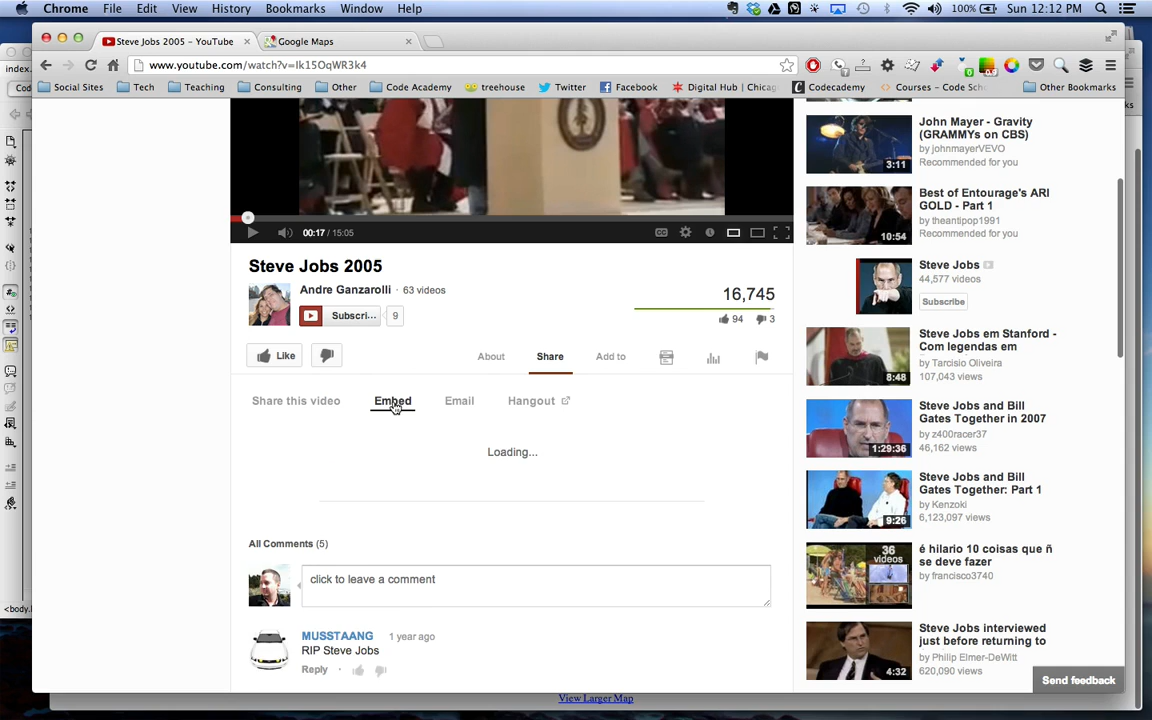 Chrome File Edit View History Bookmarks Window Help
100% Sun 12:12 PM
Steve Jobs 2005 - YouTube
Google Maps
www.youtube.com/watch?v=Ik15OqWR3k4
Social Sites Tech Teaching Consulting Other Code Academy treehouse Twitter Facebook Digital Hub | Chicag Codecademy Courses - Code Sch Other Bookmarks
index.
Cod
00:17 / 15:05
CC
Steve Jobs 2005
Andre Ganzarolli · 63 videos
Subscri... 9
16,745
94 3
Like
About Share Add to
Share this video Embed Email Hangout
Loading...
All Comments (5)
click to leave a comment
MUSSTAANG 1 year ago
RIP Steve Jobs
Reply ·
John Mayer - Gravity
(GRAMMYs on CBS)
by johnmayerVEVO
Recommended for you
3:11
Best of Entourage's ARI
GOLD - Part 1
by theantipop1991
Recommended for you
10:54
Steve Jobs
44,577 videos
Subscribe
Steve Jobs em Stanford -
Com legendas em
by Tarcisio Oliveira
107,043 views
8:48
Steve Jobs and Bill
Gates Together in 2007
by z400racer37
46,162 views
1:29:36
Steve Jobs and Bill
Gates Together: Part 1
by Kenzoki
6,123,097 views
9:26
é hilario 10 coisas que ñ
se deve fazer
by francisco3740
36
videos
Steve Jobs interviewed
just before returning to
by Philip Elmer-DeWitt
620,090 views
4:32
Send feedback
<body.
View Larger Map